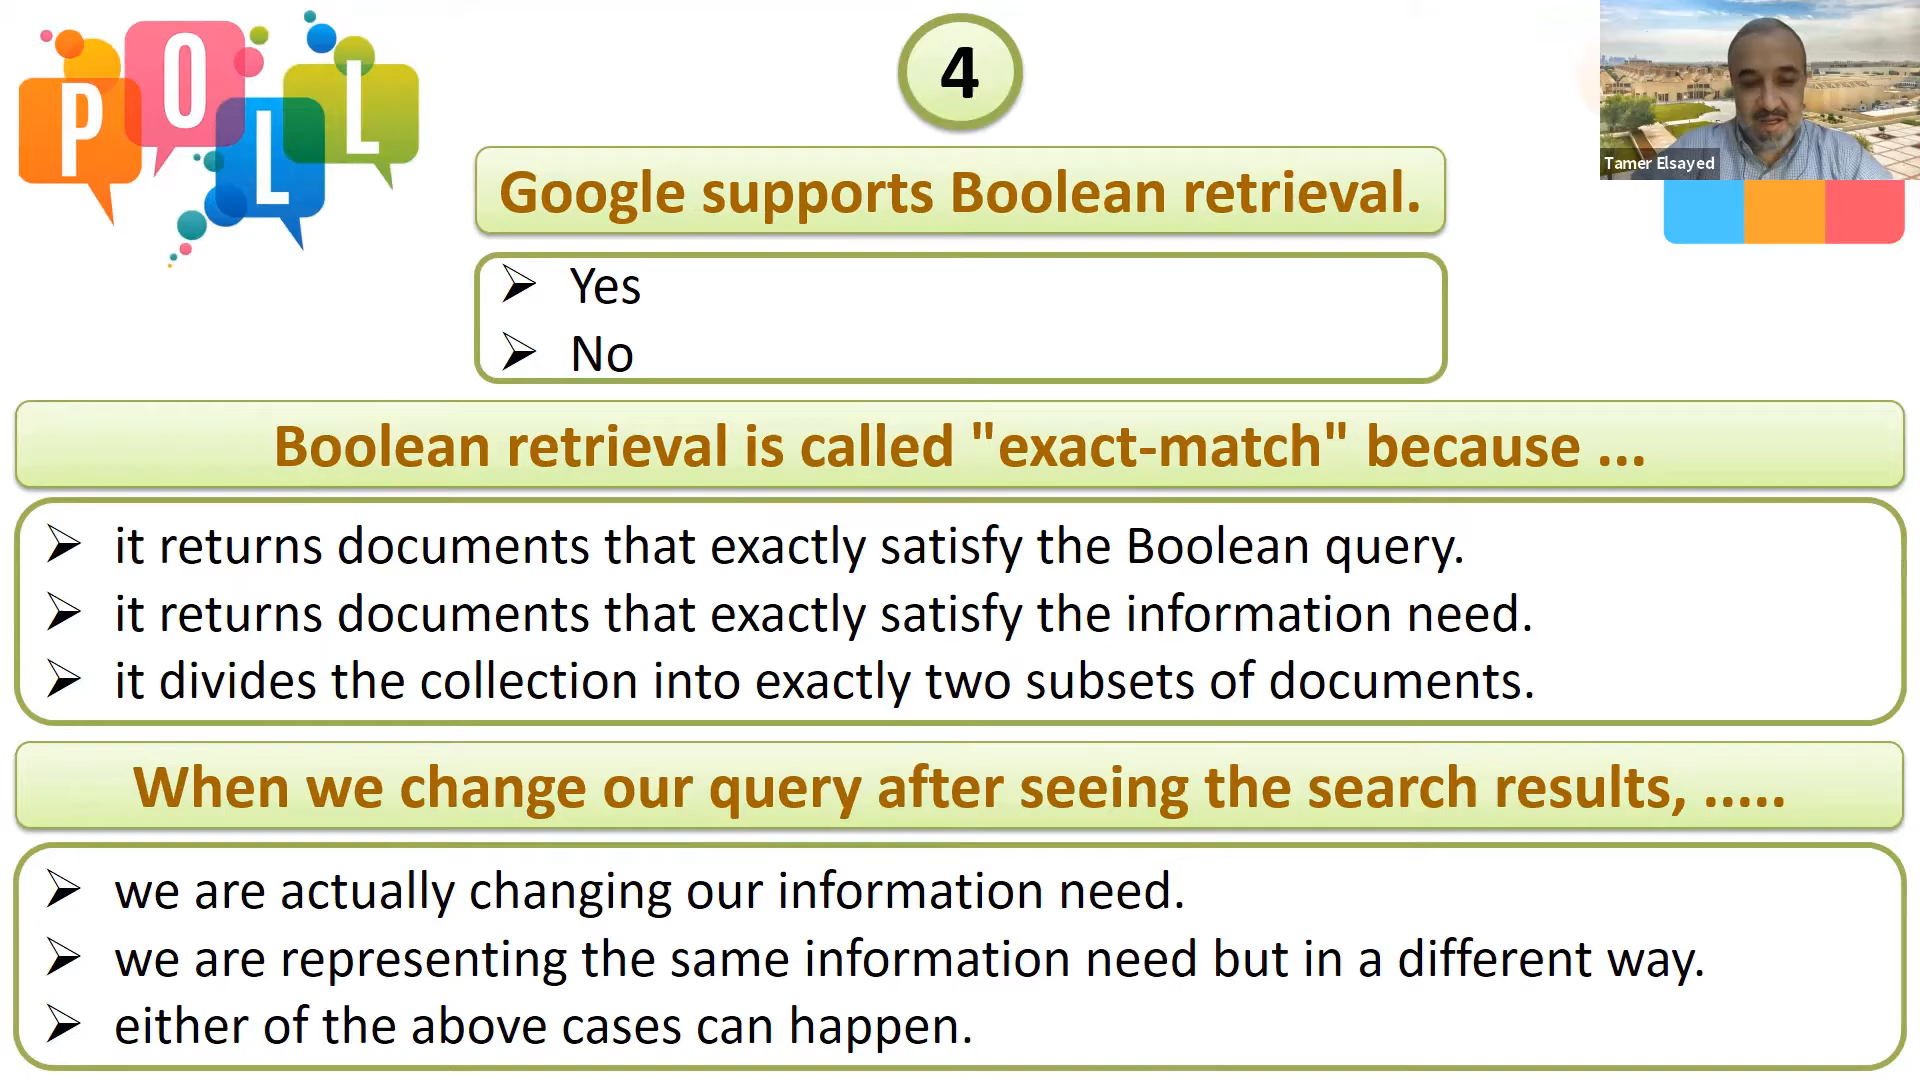 POLL
4
Tamer Elsayed
Google supports Boolean retrieval.
➢ Yes
➢ No
Boolean retrieval is called "exact-match" because ...
➢ it returns documents that exactly satisfy the Boolean query.
➢ it returns documents that exactly satisfy the information need.
➢ it divides the collection into exactly two subsets of documents.
When we change our query after seeing the search results, .....
➢ we are actually changing our information need.
➢ we are representing the same information need but in a different way.
➢ either of the above cases can happen.